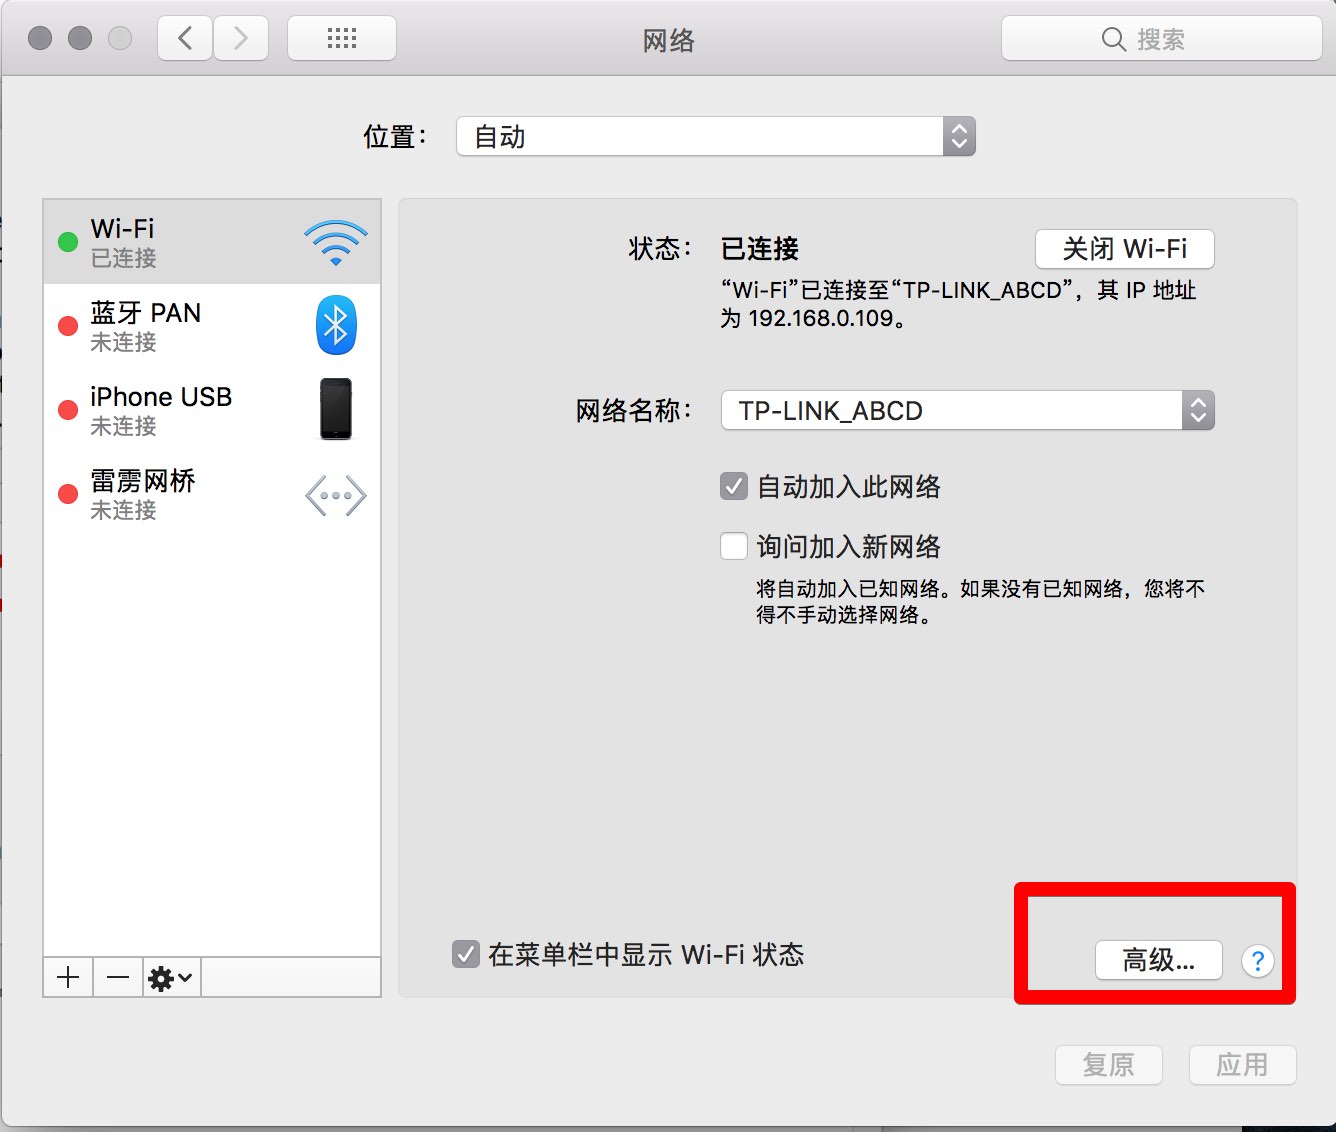 网络
搜索
位置：
自动
Wi-Fi
已连接
蓝牙 PAN
未连接
iPhone USB
未连接
雷雳网桥
未连接
状态：
已连接
关闭 Wi-Fi
“Wi-Fi”已连接至“TP-LINK_ABCD”，其 IP 地址
为 192.168.0.109。
网络名称：
TP-LINK_ABCD
自动加入此网络
询问加入新网络
将自动加入已知网络。如果没有已知网络，您将不
得不手动选择网络。
在菜单栏中显示 Wi-Fi 状态
高级...
?
复原
应用